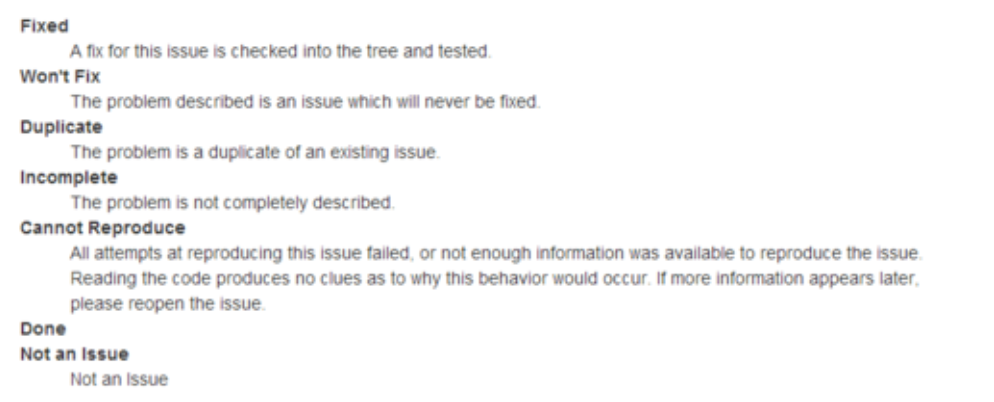 Fixed
A fix for this issue is checked into the tree and tested.
Won't Fix
The problem described is an issue which will never be fixed.
Duplicate
The problem is a duplicate of an existing issue.
Incomplete
The problem is not completely described.
Cannot Reproduce
All attempts at reproducing this issue failed, or not enough information was available to reproduce the issue.
Reading the code produces no clues as to why this behavior would occur. If more information appears later,
please reopen the issue.
Done
Not an Issue
Not an Issue